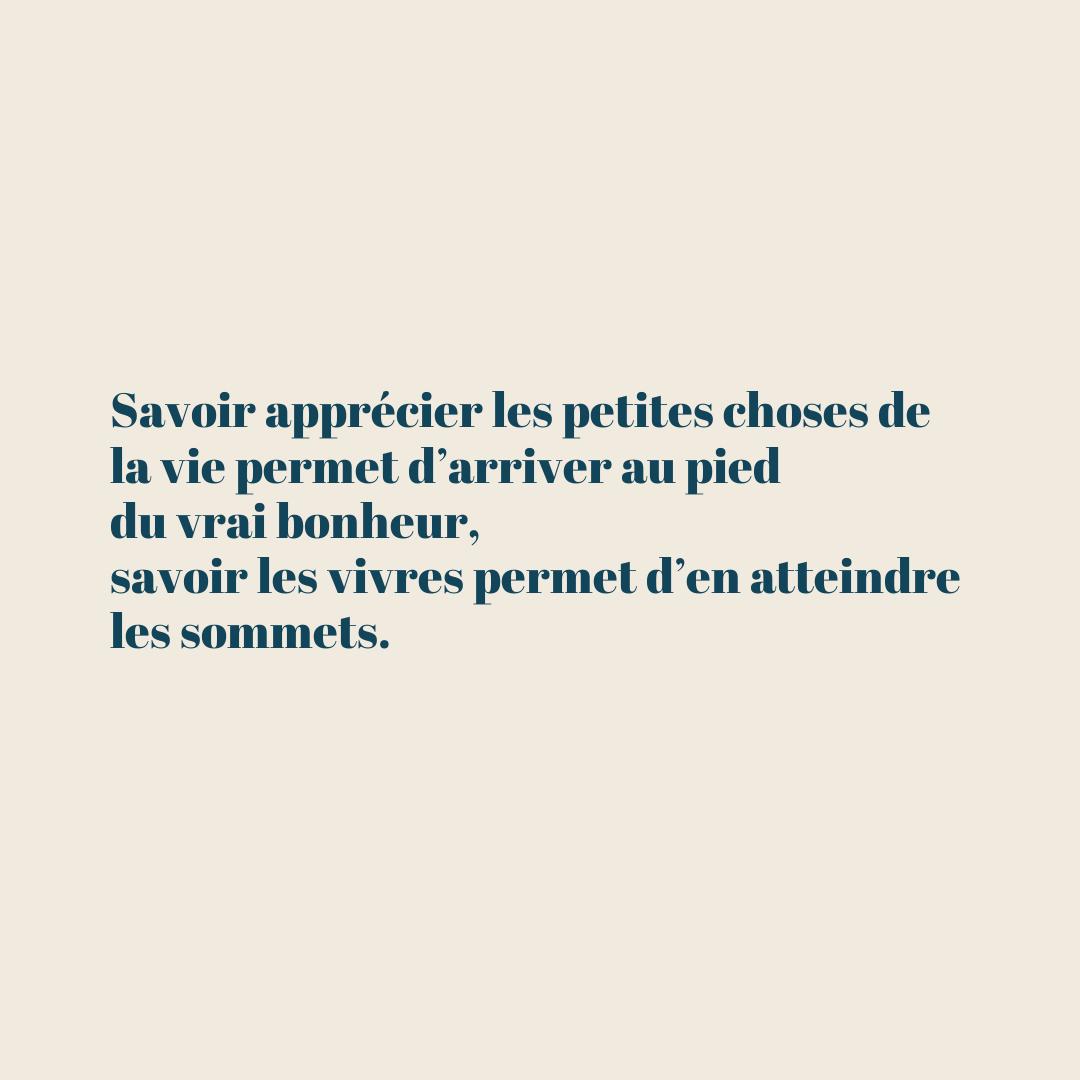 Savoir apprécier les petites choses de
la vie permet d’arriver au pied
du vrai bonheur,
savoir les vivres permet d’en atteindre
les sommets.